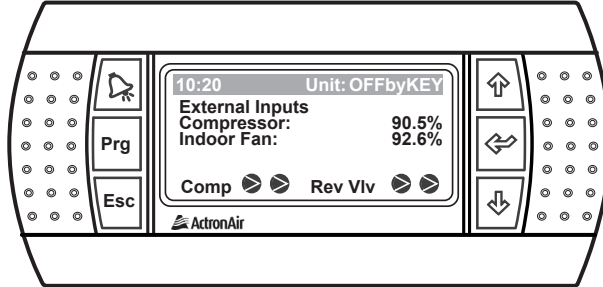 10:20 Unit: OFFbyKEY
External Inputs
Compressor: 90.5%
Indoor Fan: 92.6%
Comp Rev Vlv
Prg
Esc
ActronAir